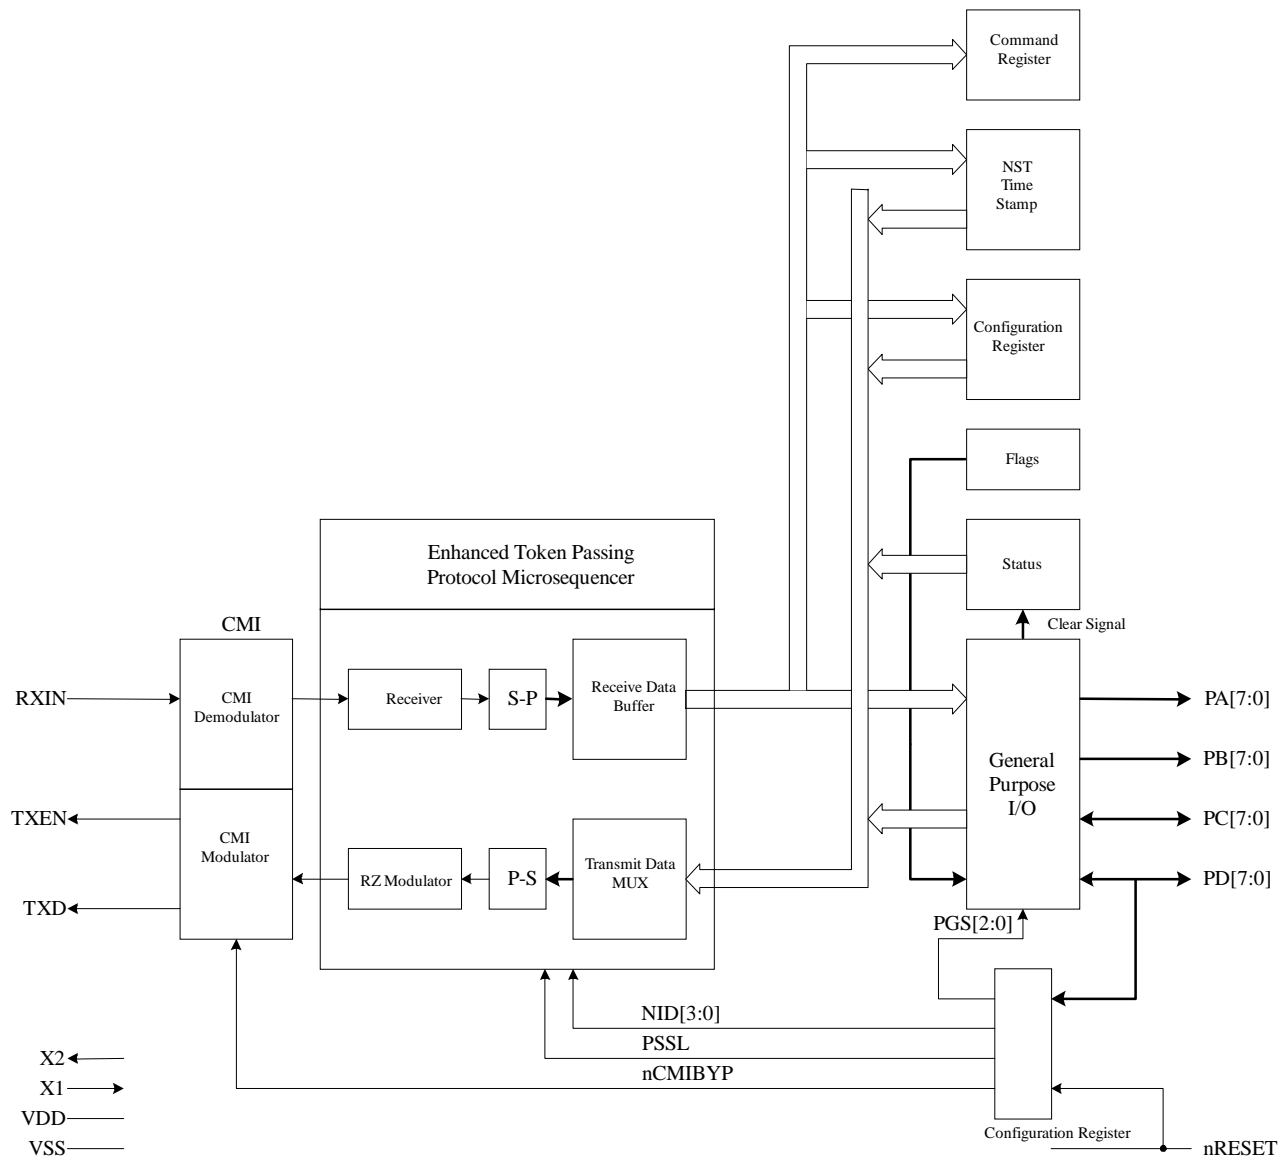 Command
Register
NST
Time
Stamp
Configuration
Register
Flags
Enhanced Token Passing
Protocol Microsequencer
Status
Clear Signal
CMI
RXIN
CMI
Demodulator
Receiver
S-P
Receive Data
Buffer
PA[7:0]
General
Purpose
I/O
PB[7:0]
TXEN
CMI
Modulator
PC[7:0]
RZ Modulator
P-S
Transmit Data
MUX
PD[7:0]
TXD
PGS[2:0]
NID[3:0]
PSSL
nCMIBYP
X2
X1
VDD
VSS
Configuration Register
nRESET